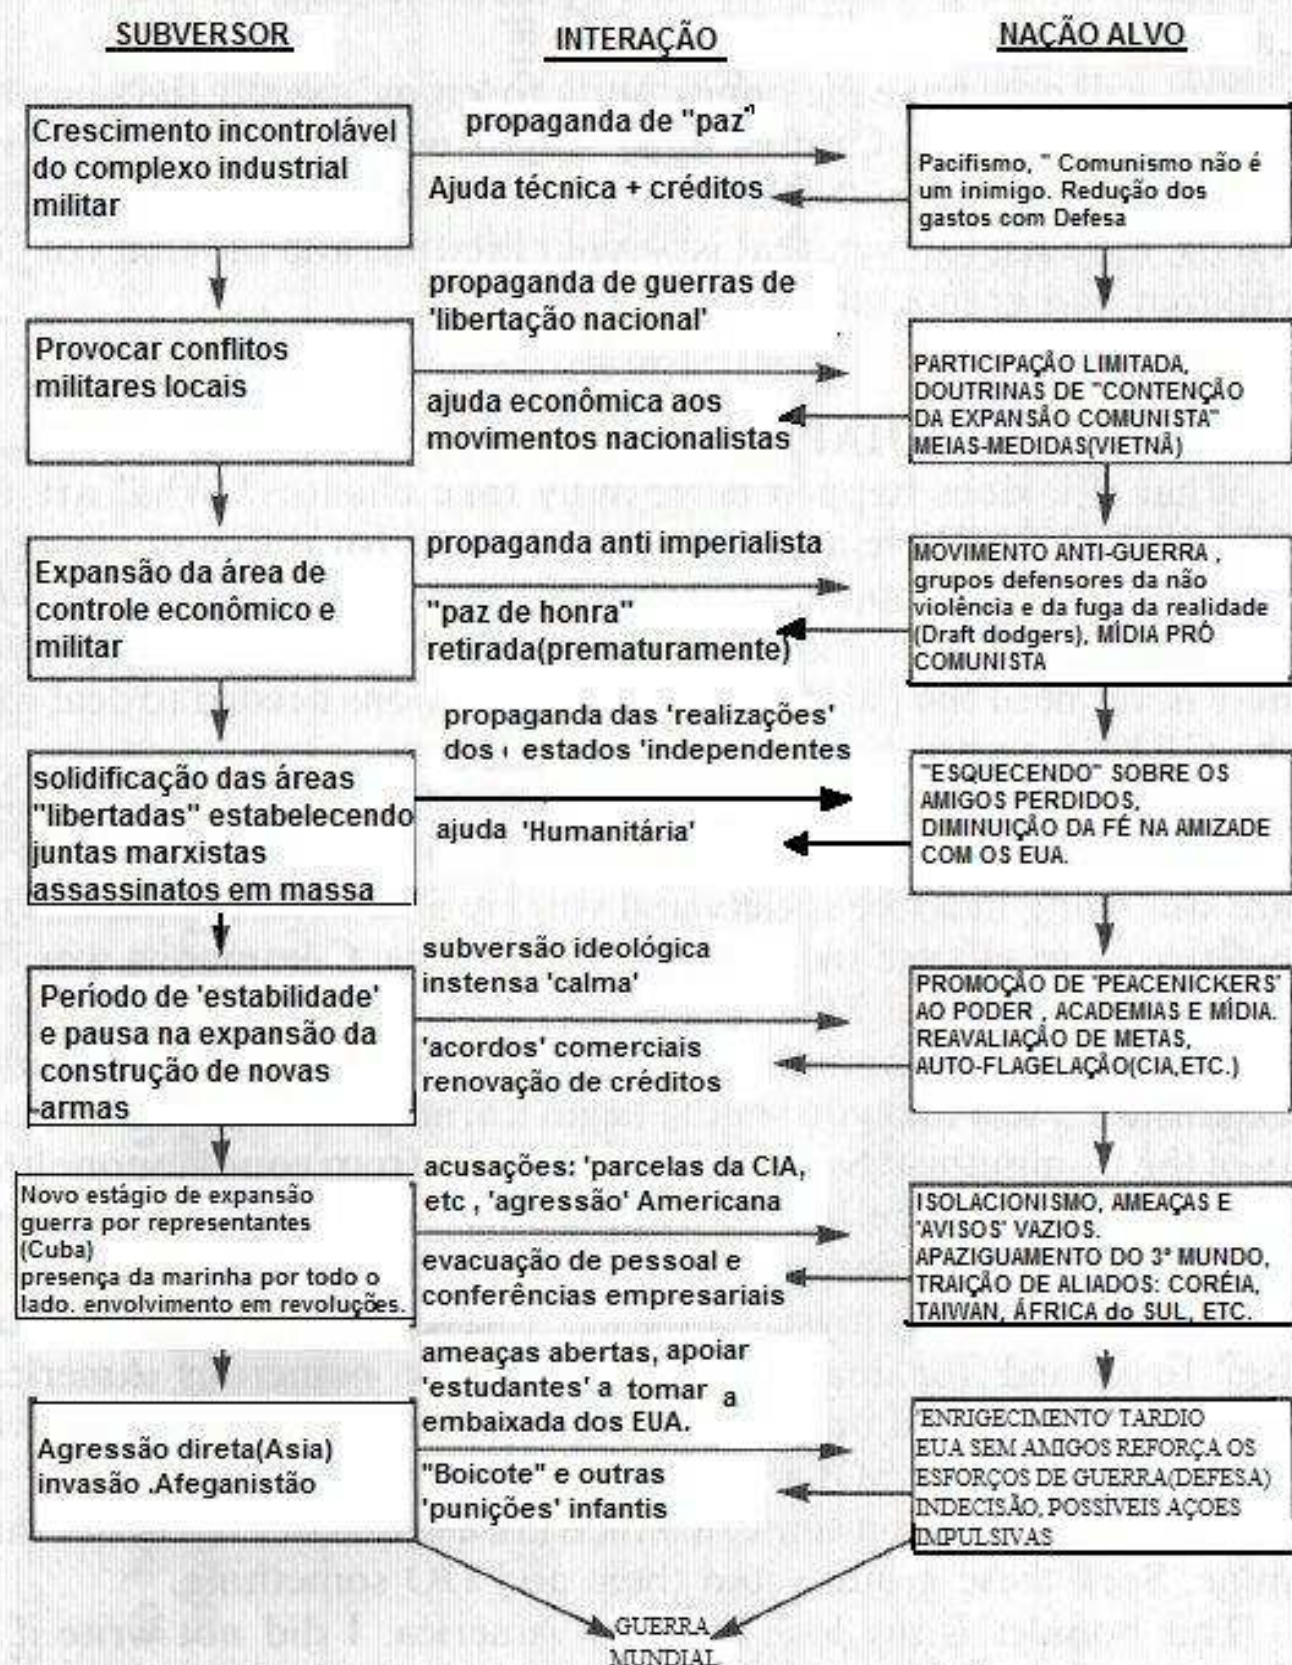 SUBVERSOR
INTERAÇÃO
NAÇÃO ALVO
Crescimento incontrolável
do complexo industrial
militar
propaganda de "paz"
Ajuda técnica + créditos
Pacifismo, " Comunismo não é
um inimigo. Redução dos
gastos com Defesa
Provocar conflitos
militares locais
propaganda de guerras de
'libertação nacional'
ajuda econômica aos
movimentos nacionalistas
PARTICIPAÇÃO LIMITADA,
DOUTRINAS DE "CONTENÇÃO
DA EXPANSÃO COMUNISTA"
MEIAS-MEDIDAS(VIETNÃ)
Expansão da área de
controle econômico e
militar
propaganda anti imperialista
"paz de honra"
retirada(prematuramente)
MOVIMENTO ANTI-GUERRA ,
grupos defensores da não
violência e da fuga da realidade
(Draft dodgers), MÍDIA PRÓ
COMUNISTA
solidificação das áreas
"libertadas" estabelecendo
juntas marxistas
assassinatos em massa
propaganda das 'realizações'
dos estados 'independentes
ajuda 'Humanitária'
"ESQUECENDO" SOBRE OS
AMIGOS PERDIDOS,
DIMINUIÇÃO DA FÉ NA AMIZADE
COM OS EUA.
Período de 'estabilidade'
e pausa na expansão da
construção de novas
armas
subversão ideológica
instensa 'calma'
'acordos' comerciais
renovação de créditos
PROMOÇÃO DE "PEACENICKERS"
AO PODER , ACADEMIAS E MÍDIA.
REAVALIAÇÃO DE METAS,
AUTO-FLAGELAÇÃO(CIA,ETC.)
Novo estágio de expansão
guerra por representantes
(Cuba)
presença da marinha por todo o
lado. envolvimento em revoluções.
acusações: 'parcelas da CIA,
etc , 'agressão' Americana
evacuação de pessoal e
conferências empresariais
ISOLACIONISMO, AMEAÇAS E
'AVISOS' VAZIOS.
APAZIGUAMENTO DO 3º MUNDO,
TRAIÇÃO DE ALIADOS: CORÉIA,
TAIWAN, ÁFRICA do SUL, ETC.
Agressão direta(Asia)
invasão .Afeganistão
ameaças abertas, apoiar
'estudantes' a tomar a
embaixada dos EUA.
"Boicote" e outras
'punições' infantis
'ENRIGECIMENTO' TARDIO
EUA SEM AMIGOS REFORÇA OS
ESFORÇOS DE GUERRA(DEFESA)
INDECISÃO, POSSÍVEIS AÇOES
IMPULSIVAS
GUERRA
MUNDIAL